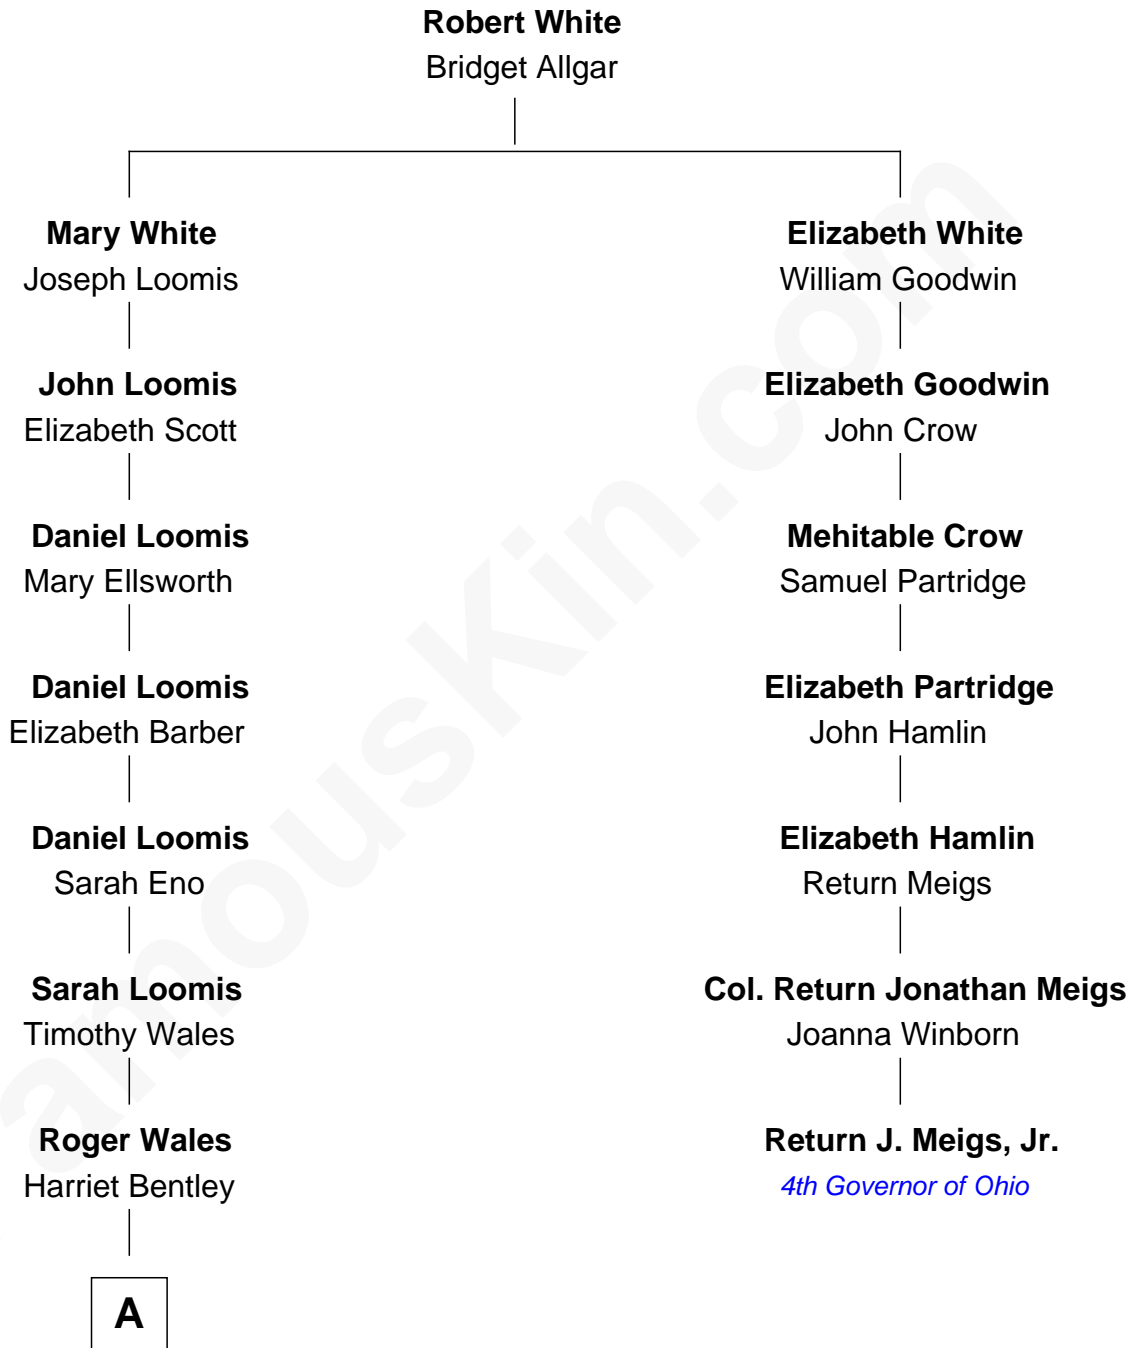 Robert White
Bridget Allgar
Mary White
Joseph Loomis
John Loomis
Elizabeth Scott
Daniel Loomis
Mary Ellsworth
Daniel Loomis
Elizabeth Barber
Daniel Loomis
Sarah Eno
Sarah Loomis
Timothy Wales
Roger Wales
Harriet Bentley
A
Elizabeth White
William Goodwin
Elizabeth Goodwin
John Crow
Mehitable Crow
Samuel Partridge
Elizabeth Partridge
John Hamlin
Elizabeth Hamlin
Return Meigs
Col. Return Jonathan Meigs
Joanna Winborn
Return J. Meigs, Jr.
4th Governor of Ohio
amouskin.com